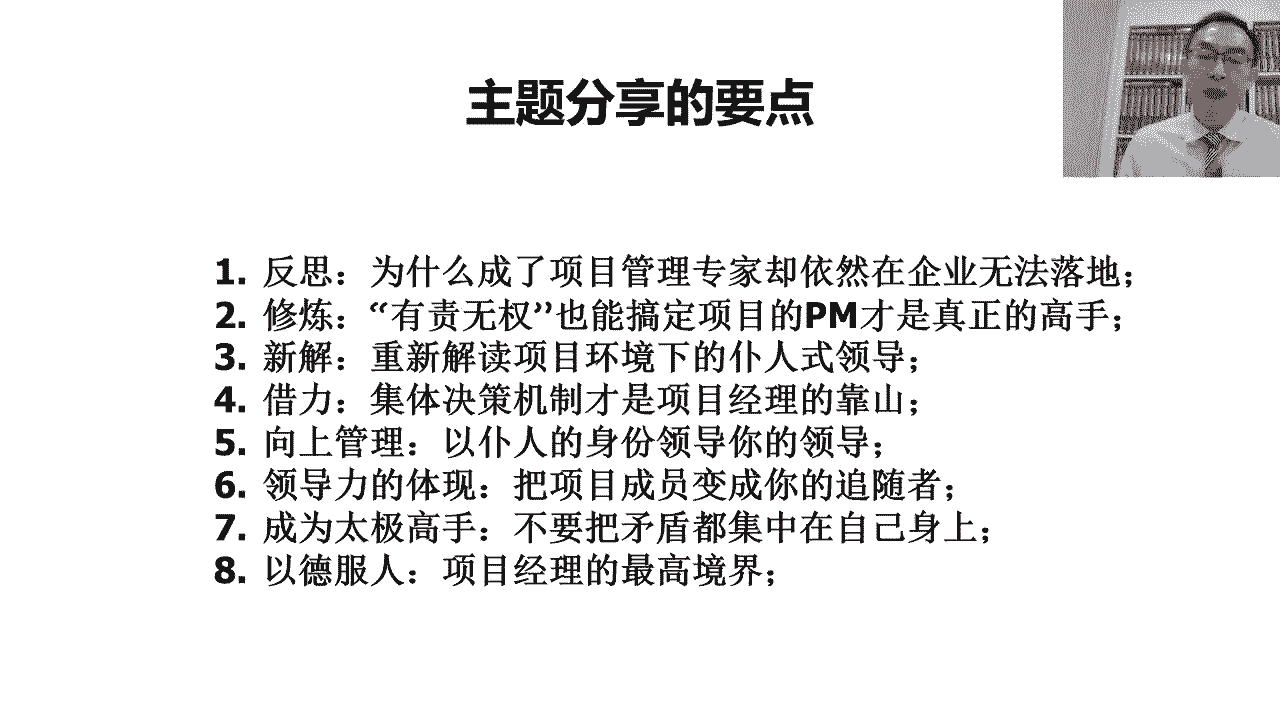 主题分享的要点
1. 反思：为什么成了项目管理专家却依然在企业无法落地；
2. 修炼：“有责无权”也能搞定项目的PM才是真正的高手；
3. 新解：重新解读项目环境下的仆人式领导；
4. 借力：集体决策机制才是项目经理的靠山；
5. 向上管理：以仆人的身份领导你的领导；
6. 领导力的体现：把项目成员变成你的追随者；
7. 成为太极高手：不要把矛盾都集中在自己身上；
8. 以德服人：项目经理的最高境界；